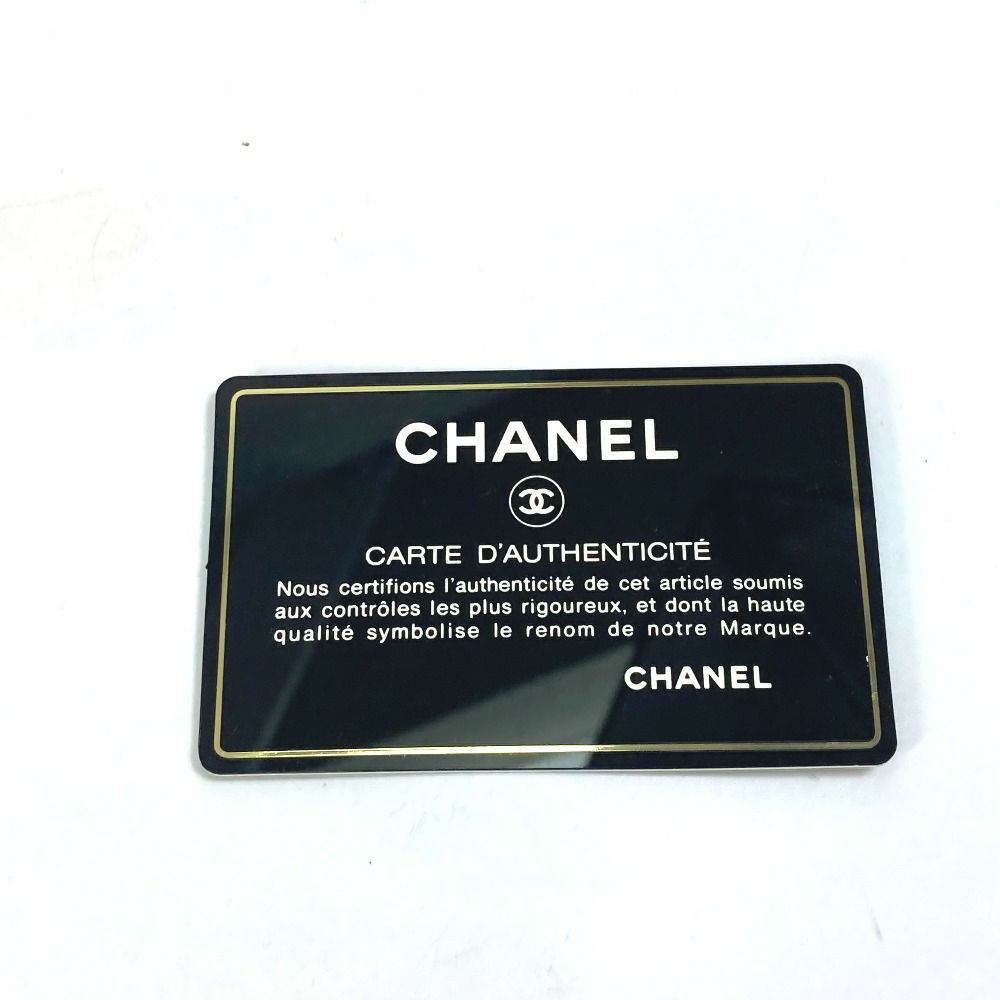 CHANEL
CARTE D'AUTHENTICITÉ
Nous certifions l'authenticité de cet article soumis
aux contrôles les plus rigoureux, et dont la haute
qualité symbolise le renom de notre Marque.
CHANEL